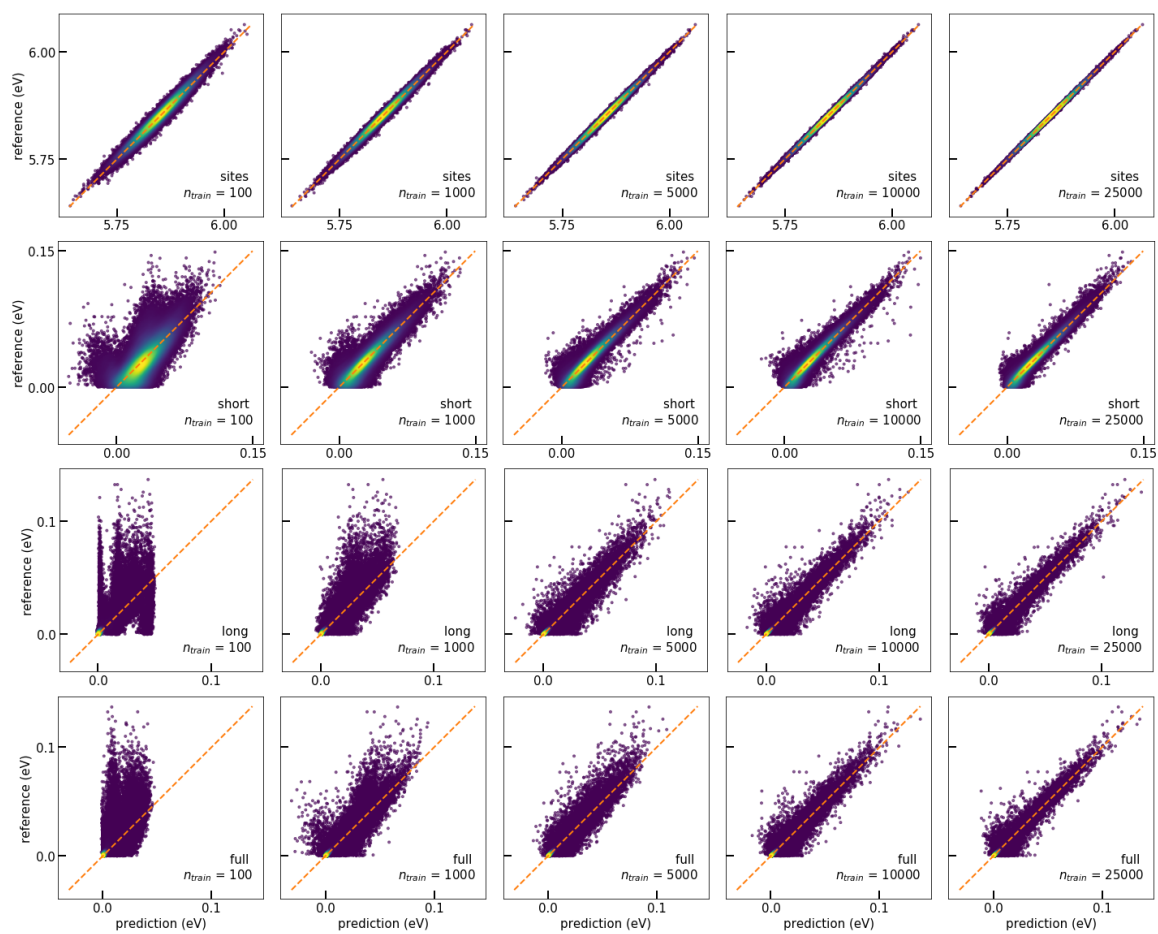 6.00
5.75
reference (eV)
sites
n_train = 100
5.75 6.00
sites
n_train = 1000
5.75 6.00
sites
n_train = 5000
5.75 6.00
sites
n_train = 10000
5.75 6.00
sites
n_train = 25000
5.75 6.00
0.15
0.00
reference (eV)
short
n_train = 100
0.00 0.15
short
n_train = 1000
0.00 0.15
short
n_train = 5000
0.00 0.15
short
n_train = 10000
0.00 0.15
short
n_train = 25000
0.00 0.15
0.1
0.0
reference (eV)
long
n_train = 100
0.0 0.1
long
n_train = 1000
0.0 0.1
long
n_train = 5000
0.0 0.1
long
n_train = 10000
0.0 0.1
long
n_train = 25000
0.0 0.1
0.1
0.0
reference (eV)
full
n_train = 100
0.0 0.1
prediction (eV)
full
n_train = 1000
0.0 0.1
prediction (eV)
full
n_train = 5000
0.0 0.1
prediction (eV)
full
n_train = 10000
0.0 0.1
prediction (eV)
full
n_train = 25000
0.0 0.1
prediction (eV)